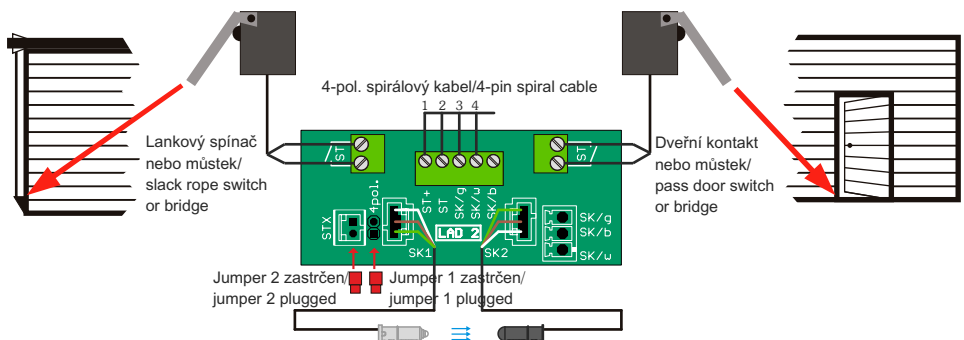 4-pol. spirálový kabel/4-pin spiral cable
1 2 3 4
Lankový spínač
nebo můstek/
slack rope switch
or bridge
ST
ST
Dveřní kontakt
nebo můstek/
pass door switch
or bridge
ST+
ST
SK/g
SK/w
SK/b
STX
4pol.
LAD 2
SK1
SK2
SK/g
SK/b
SK/w
Jumper 2 zastrčen/
jumper 2 plugged
Jumper 1 zastrčen/
jumper 1 plugged